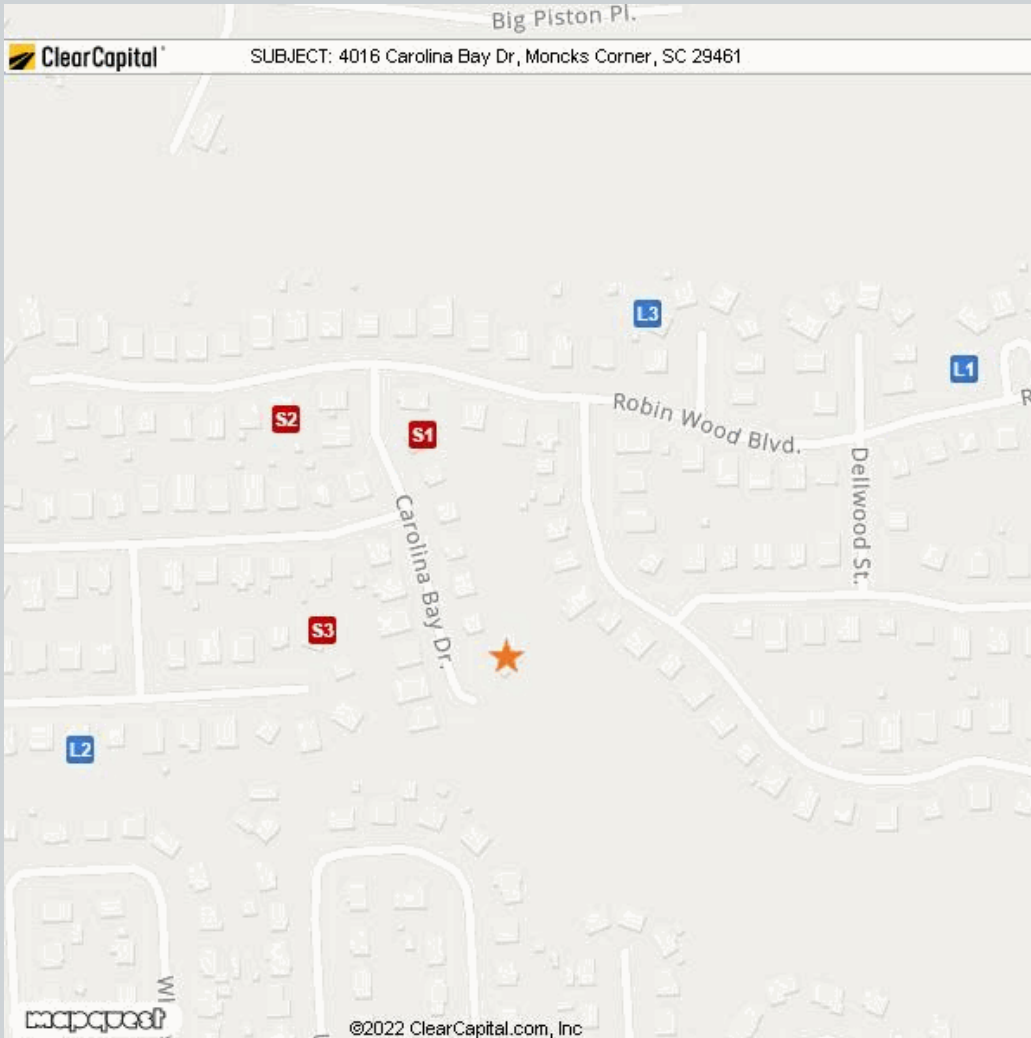 Big Piston Pl.
ClearCapital
SUBJECT: 4016 Carolina Bay Dr, Moncks Corner, SC 29461
L3
L1
R
S2
Robin Wood Blvd.
S1
Dellwood St.
Carolina Bay Dr.
S3
L2
Wi
mapquest
©2022 ClearCapital.com, Inc